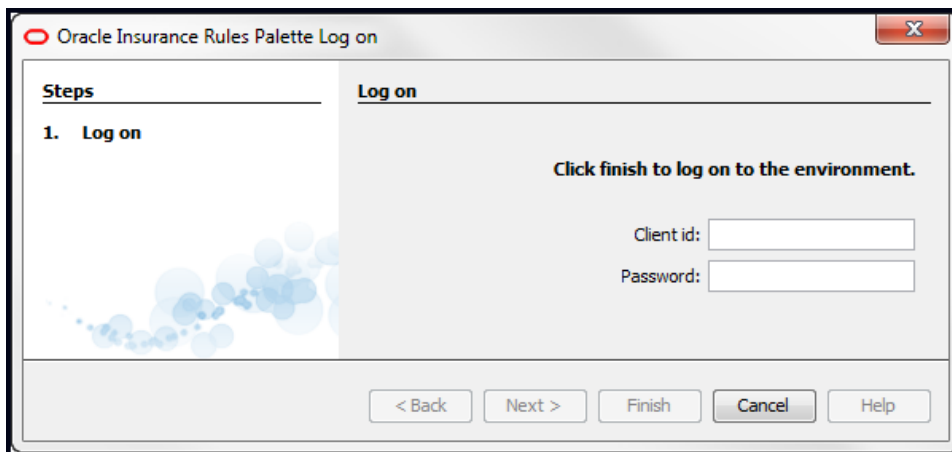 Oracle Insurance Rules Palette Log on
Steps
1. Log on
Log on
Click finish to log on to the environment.
Client id:
Password:
< Back
Next >
Finish
Cancel
Help